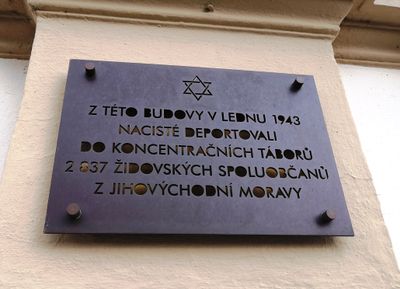 Z TÉTO BUDOVY V LEDNU 1943
NACISTÉ DEPORTOVALI
DO KONCENTRAČNÍCH TÁBORŮ
2 837 ŽIDOVSKÝCH SPOLUOBČANŮ
Z JIHOVÝCHODNÍ MORAVY